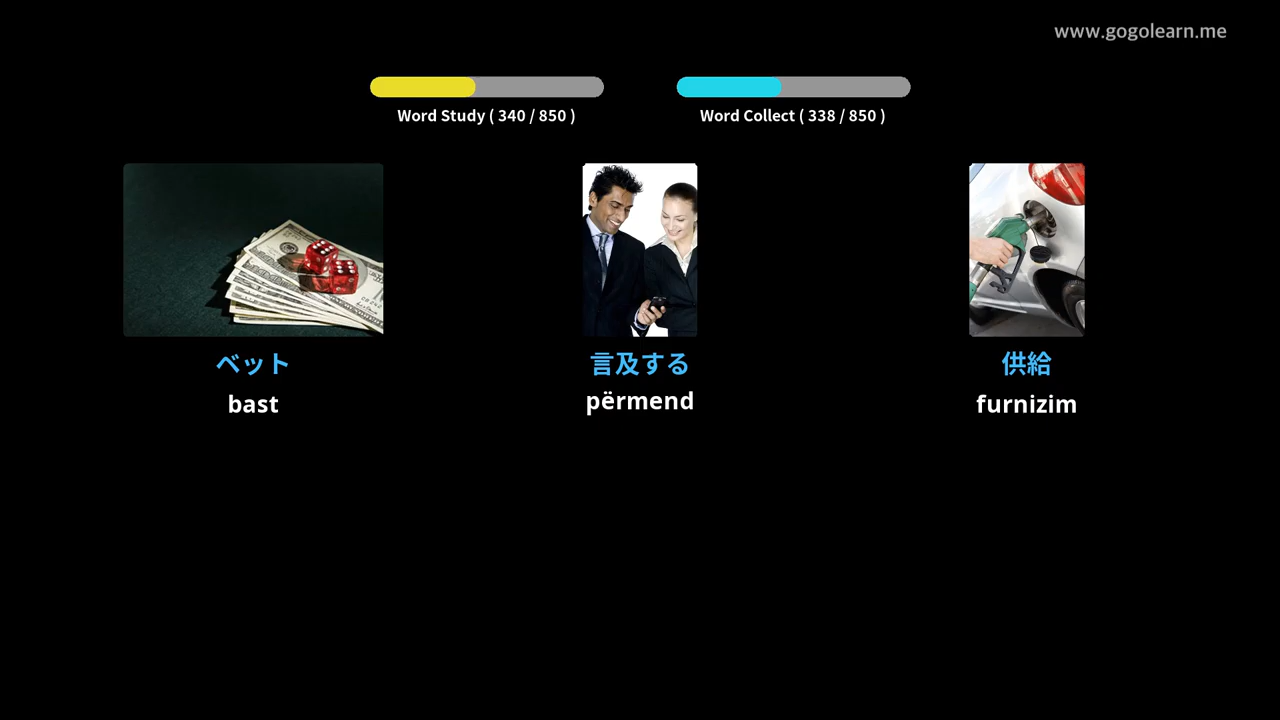 www.gogolearn.me
Word Study ( 340 / 850 )
Word Collect ( 338 / 850 )
ベット
言及する
供給
bast
përmend
furnizim